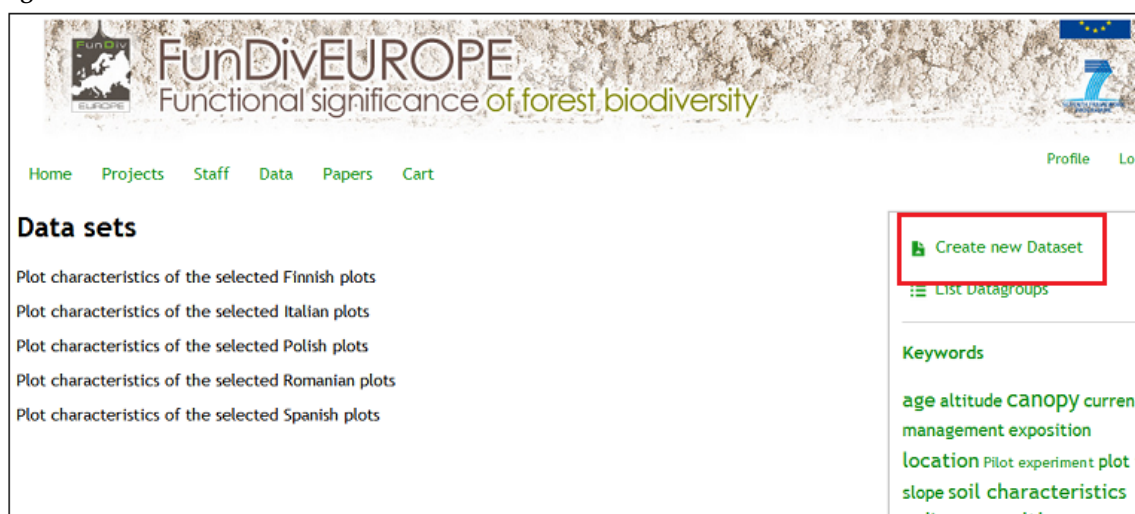 FunDiv
EUROPE
FunDivEUROPE
Functional significance of forest biodiversity
Profile
Home Projects Staff Data Papers Cart
Data sets
Plot characteristics of the selected Finnish plots
Plot characteristics of the selected Italian plots
Plot characteristics of the selected Polish plots
Plot characteristics of the selected Romanian plots
Plot characteristics of the selected Spanish plots
Create new Dataset
List Datagroups
Keywords
age altitude canopy curren
management exposition
location Pilot experiment plot
slope soil characteristics